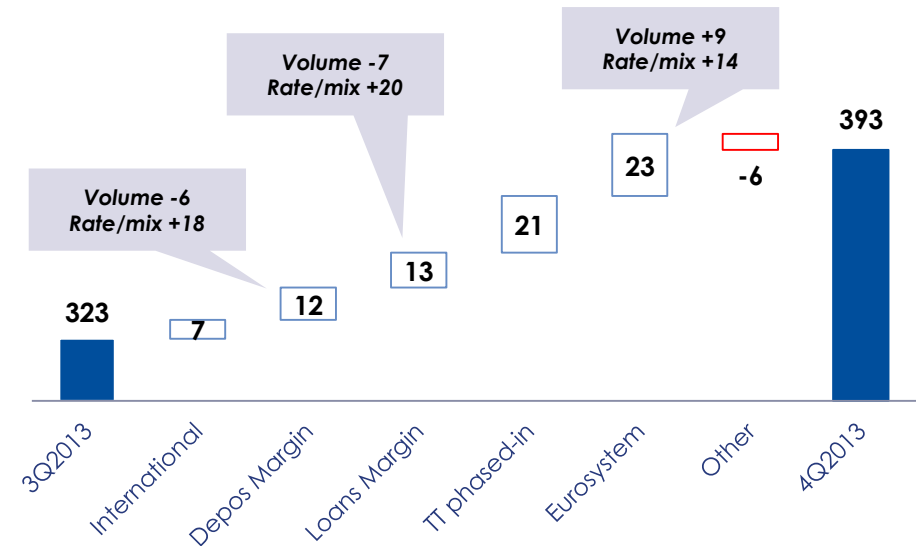 Volume +9
Rate/mix +14
Volume -7
Rate/mix +20
393
23
-6
Volume -6
Rate/mix +18
21
13
12
323
7
3Q2013
International
Depos Margin
Loans Margin
TT phased-in
Eurosystem
Other
4Q2013